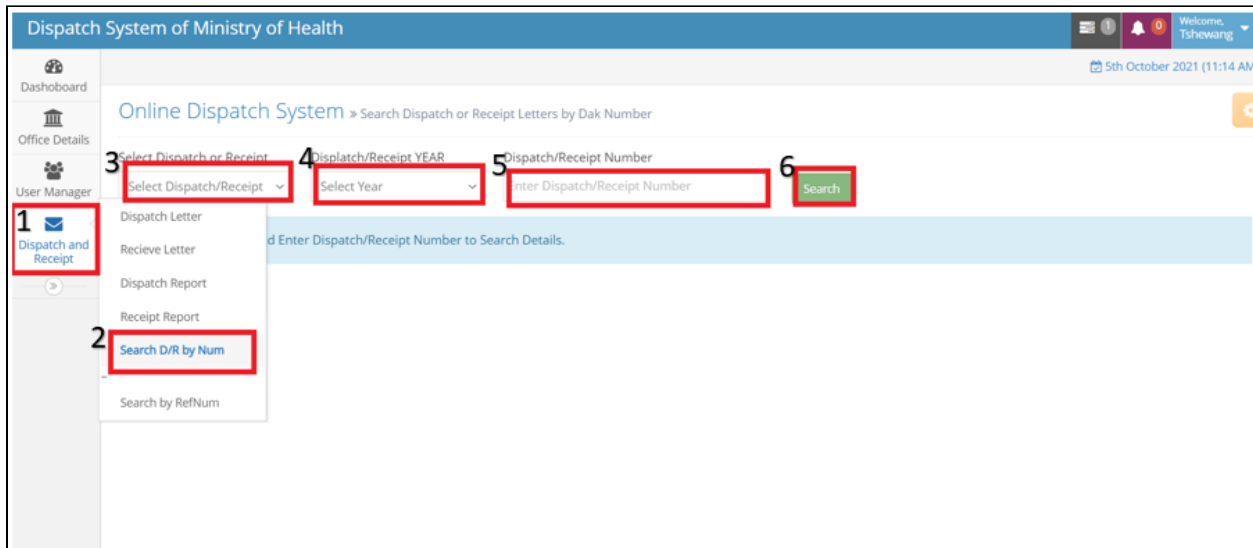 Dispatch System of Ministry of Health
1
0
Welcome,
Tshewang
5th October 2021 (11:14 AM
Dashoboard
Office Details
User Manager
1
Dispatch and
Receipt
Online Dispatch System » Search Dispatch or Receipt Letters by Dak Number
Select Dispatch or Receipt
Displatch/Receipt YEAR
Dispatch/Receipt Number
3
Select Dispatch/Receipt
4
Select Year
5
Enter Dispatch/Receipt Number
6
Search
d Enter Dispatch/Receipt Number to Search Details.
Dispatch Letter
Recieve Letter
Dispatch Report
Receipt Report
2
Search D/R by Num
Search by RefNum